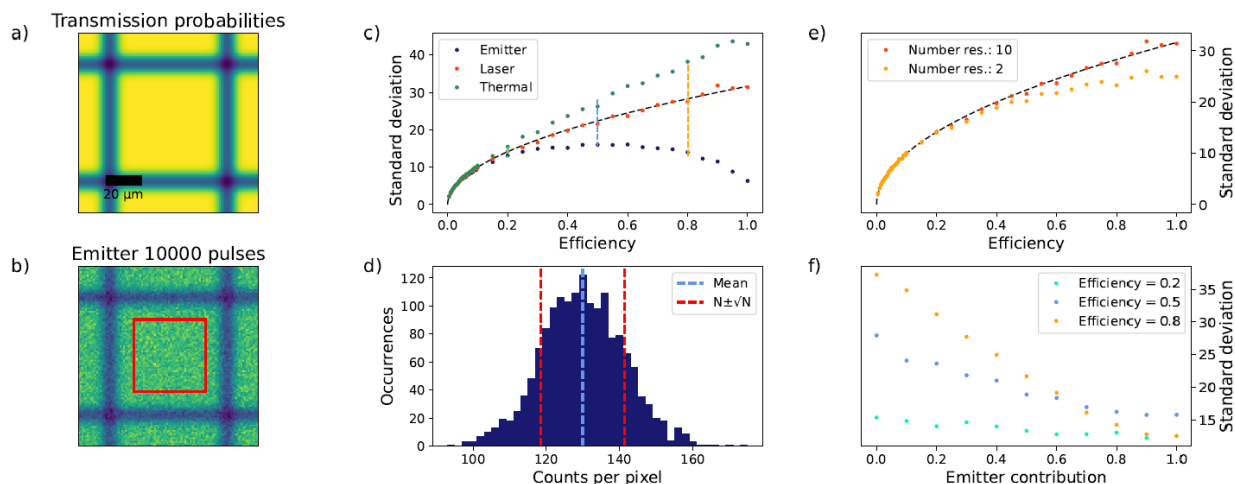 a)
Transmission probabilities
20 µm
b)
Emitter 10000 pulses
c)
Standard deviation
40
30
20
10
0
Emitter
Laser
Thermal
0.0 0.2 0.4 0.6 0.8 1.0
Efficiency
d)
Occurrences
120
100
80
60
40
20
0
Mean
N±√N
100 120 140 160
Counts per pixel
e)
Number res.: 10
Number res.: 2
30
20
10
0
Standard deviation
0.0 0.2 0.4 0.6 0.8 1.0
Efficiency
f)
Efficiency = 0.2
Efficiency = 0.5
Efficiency = 0.8
35
30
25
20
15
Standard deviation
0.0 0.2 0.4 0.6 0.8 1.0
Emitter contribution